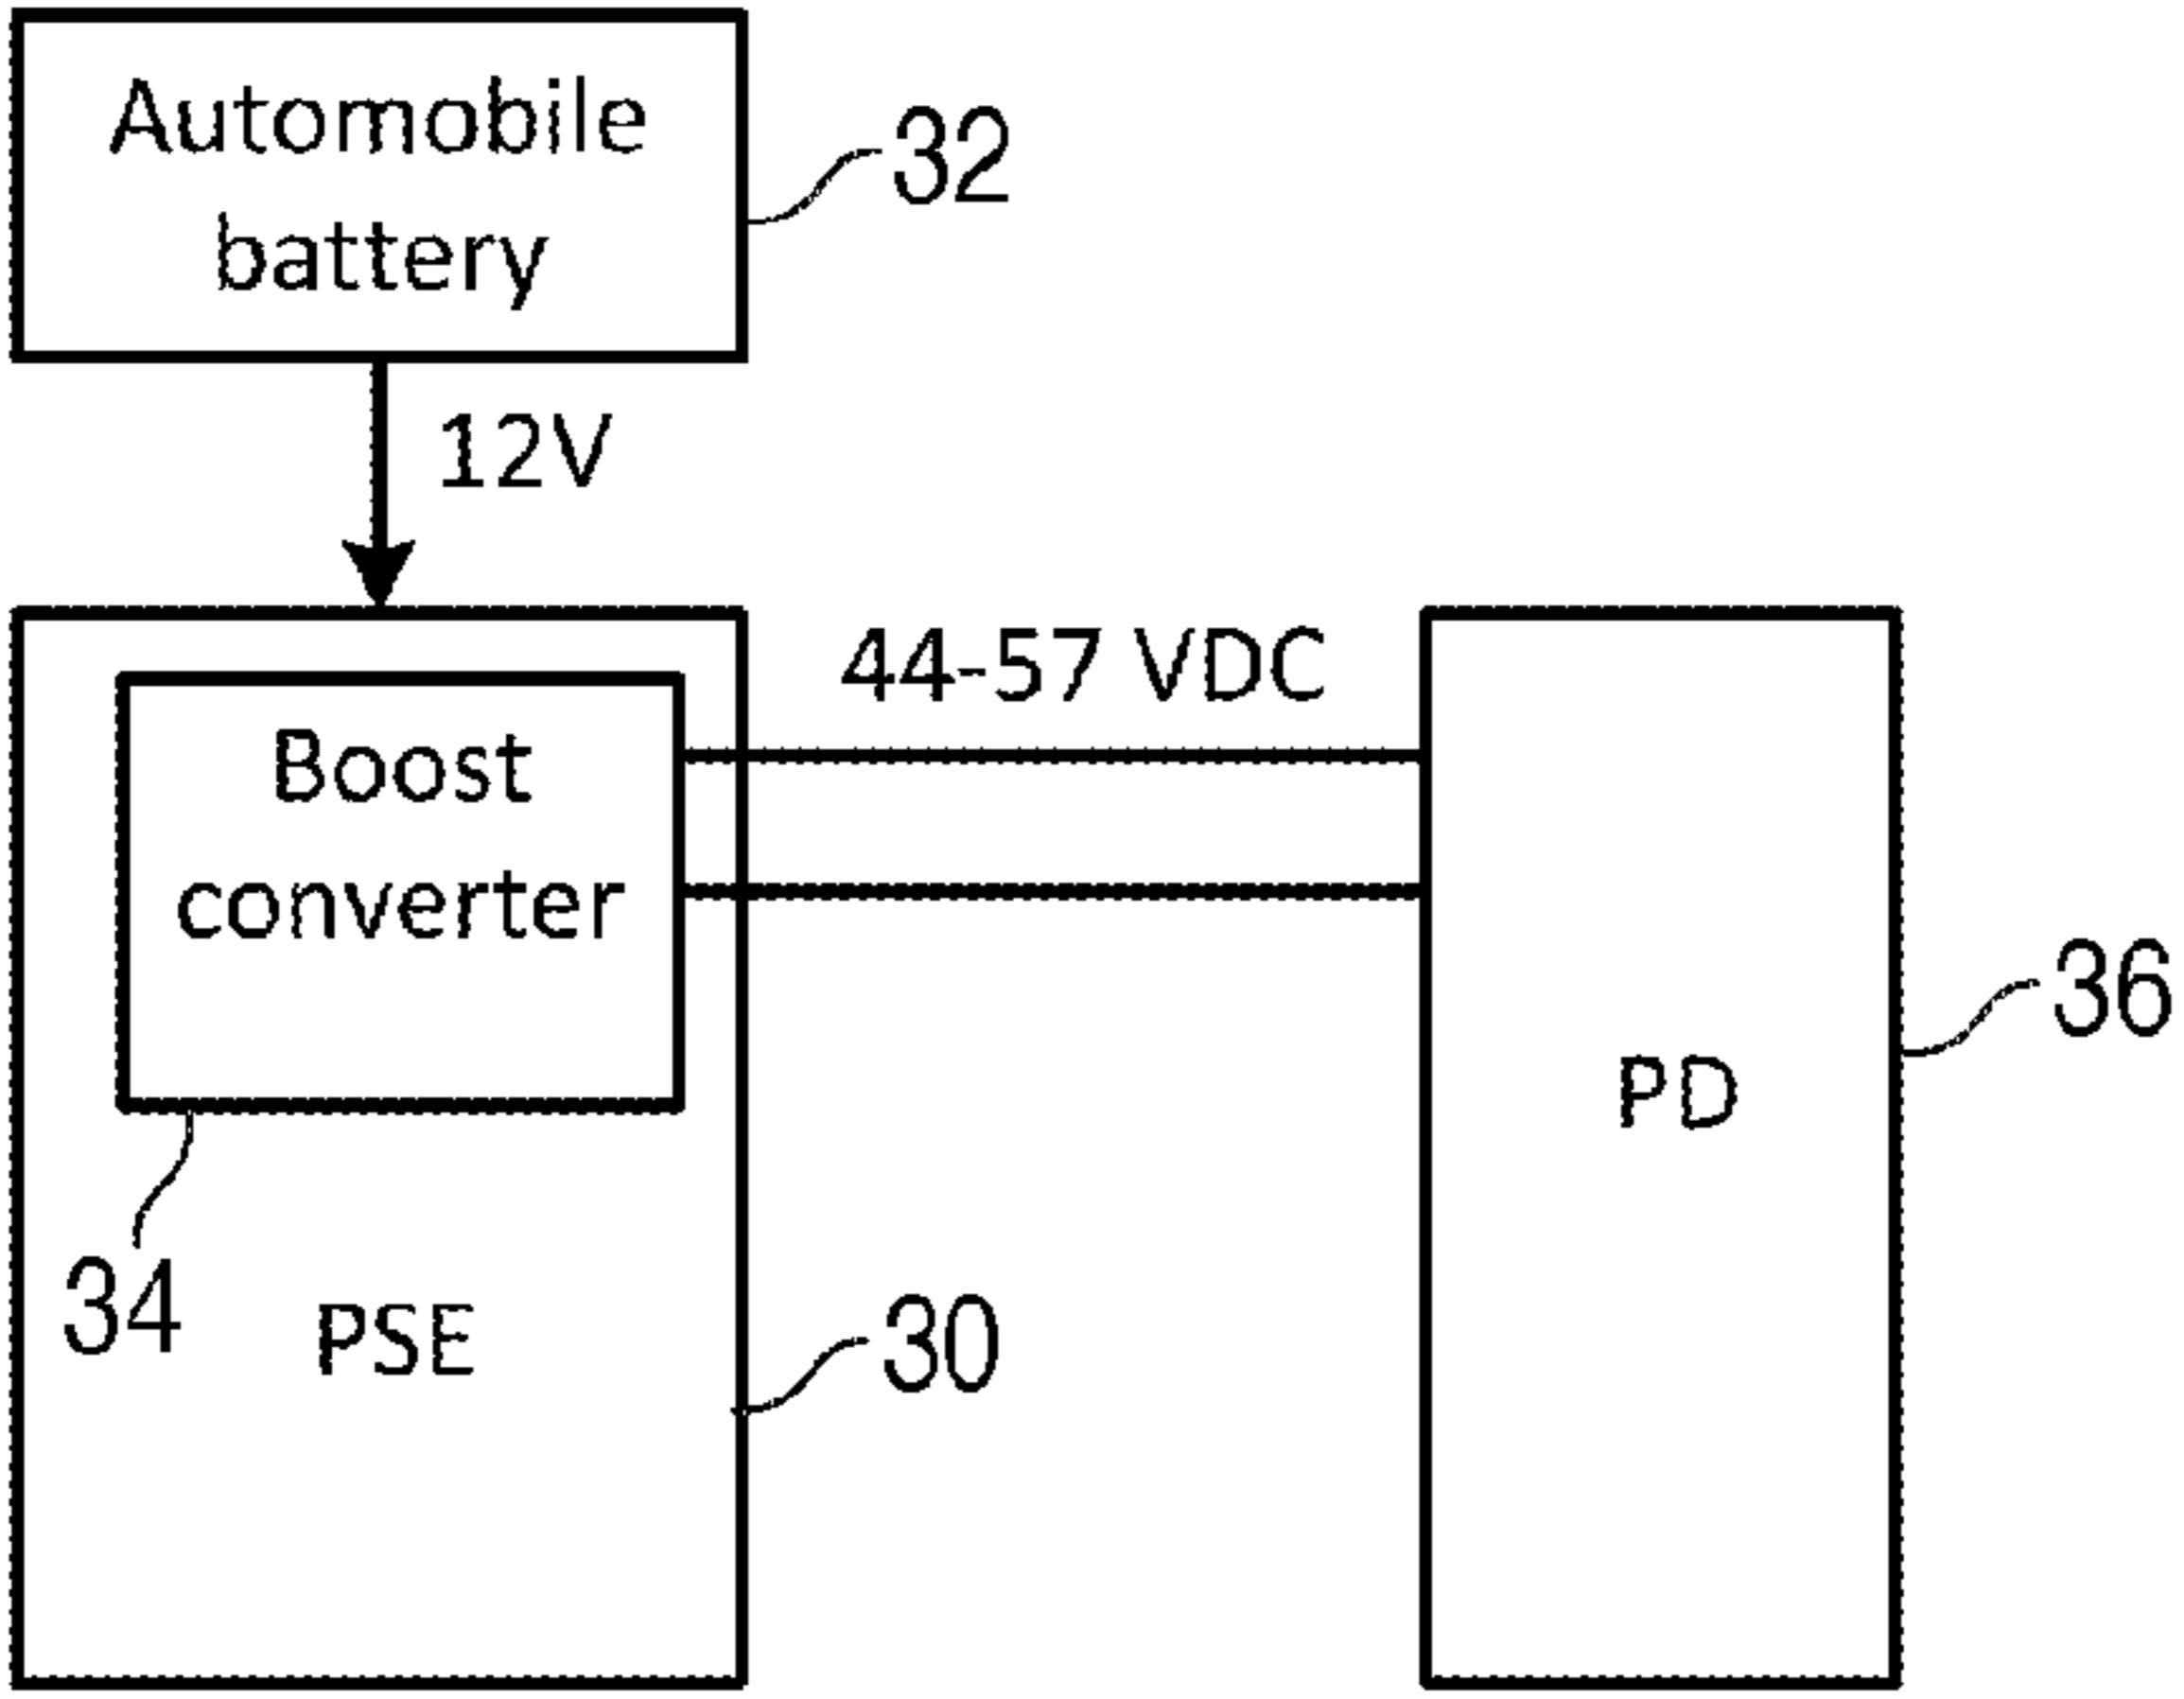 Automobile
battery
32
12V
44-57 VDC
Boost
converter
36
PD
34
PSE
30